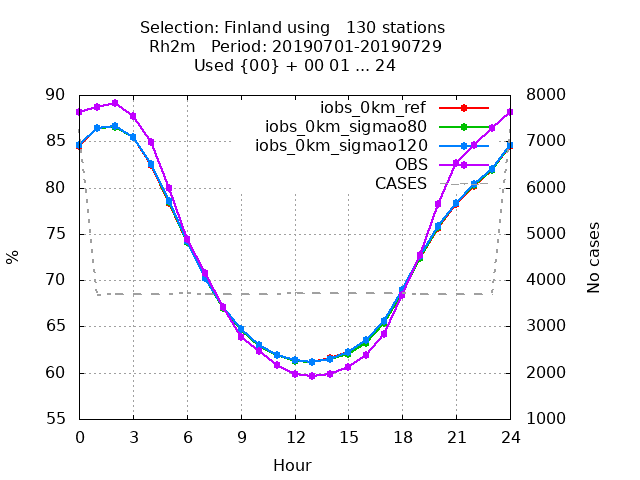 Selection: Finland using   130 stations
Rh2m   Period: 20190701-20190729
Used {00} + 00 01 ... 24
90 8000
iobs_0km_ref
iobs_0km_sigmao80
85 7000
iobs_0km_sigmao120
OBS
CASES
80 6000
75 5000
% No cases
70 4000
65 3000
60 2000
55 1000
0 3 6 9 12 15 18 21 24
Hour